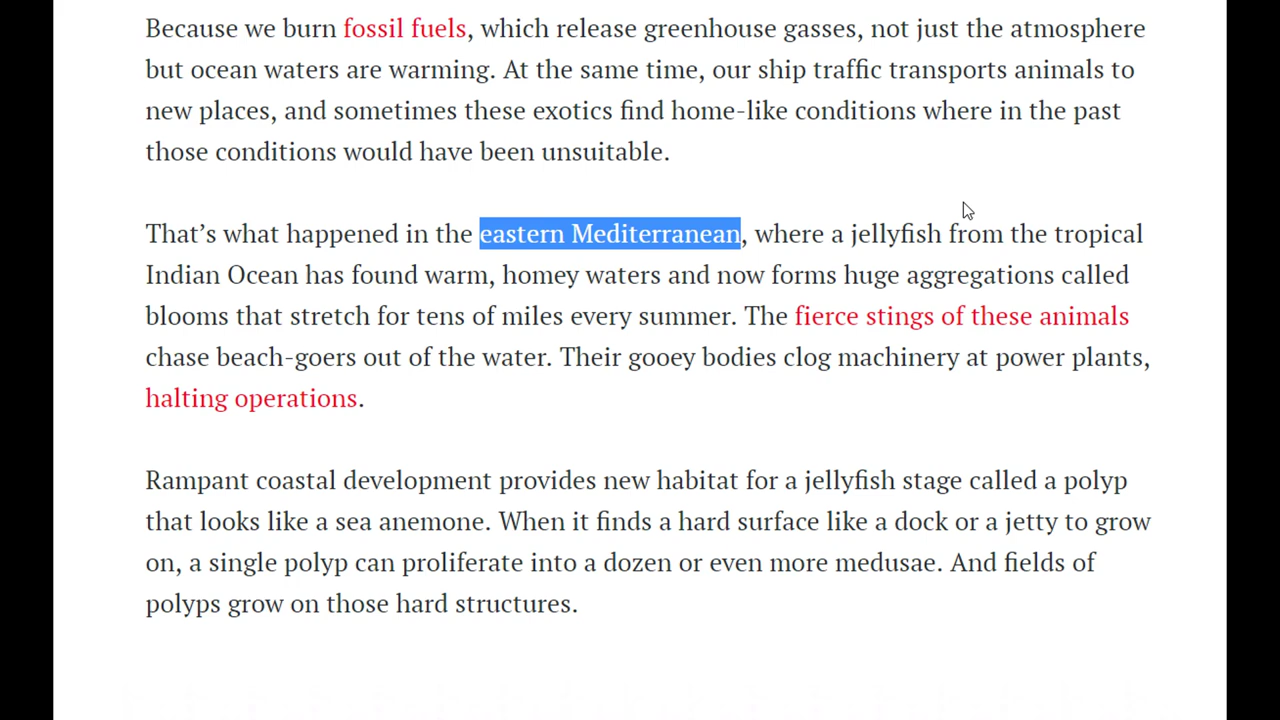 Because we burn fossil fuels, which release greenhouse gasses, not just the atmosphere
but ocean waters are warming. At the same time, our ship traffic transports animals to
new places, and sometimes these exotics find home-like conditions where in the past
those conditions would have been unsuitable.
That’s what happened in the eastern Mediterranean, where a jellyfish from the tropical
Indian Ocean has found warm, homey waters and now forms huge aggregations called
blooms that stretch for tens of miles every summer. The fierce stings of these animals
chase beach-goers out of the water. Their gooey bodies clog machinery at power plants,
halting operations.
Rampant coastal development provides new habitat for a jellyfish stage called a polyp
that looks like a sea anemone. When it finds a hard surface like a dock or a jetty to grow
on, a single polyp can proliferate into a dozen or even more medusae. And fields of
polyps grow on those hard structures.